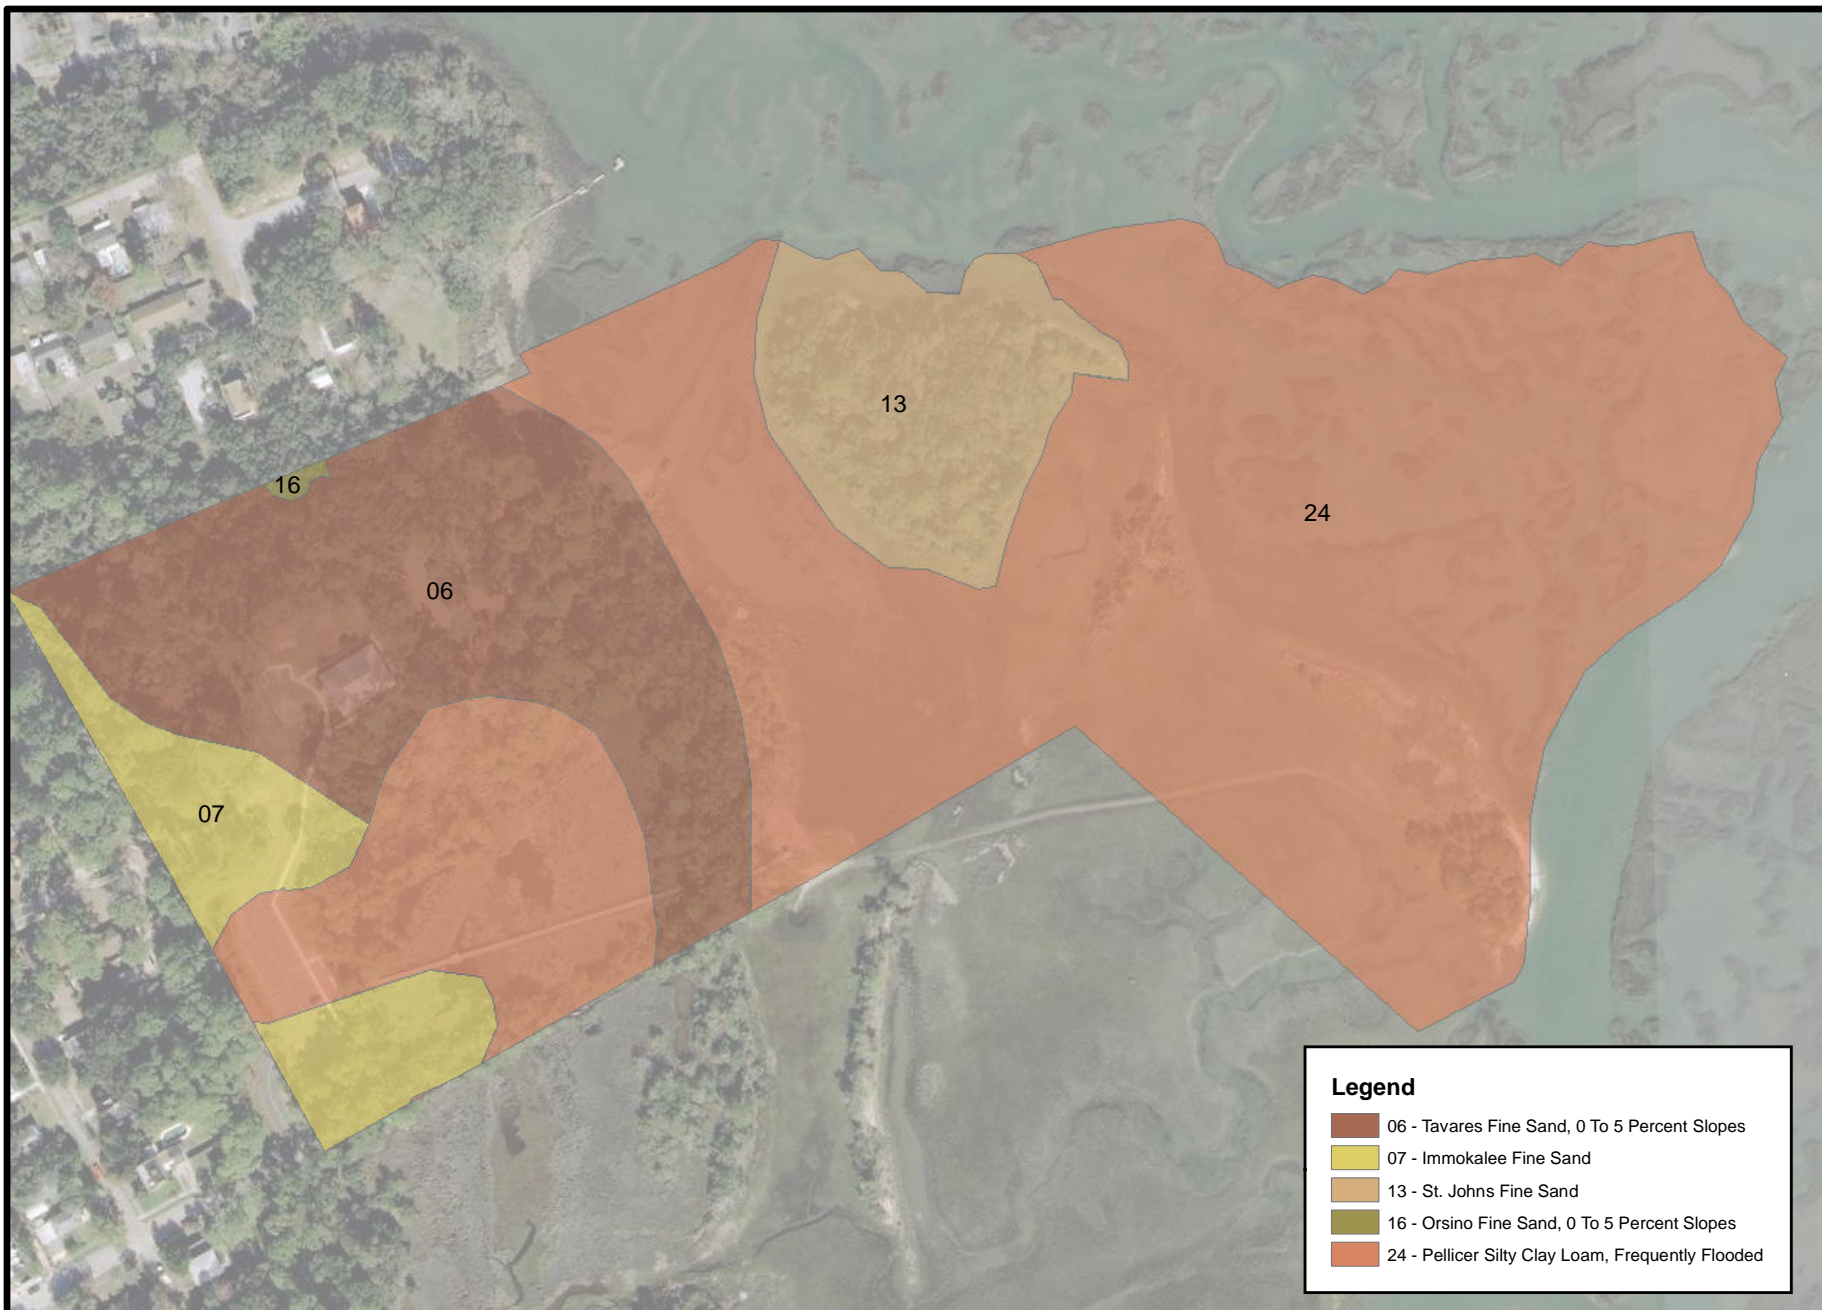 13
16
24
06
07
Legend
06 - Tavares Fine Sand, 0 To 5 Percent Slopes
07 - Immokalee Fine Sand
13 - St. Johns Fine Sand
16 - Orsino Fine Sand, 0 To 5 Percent Slopes
24 - Pellicer Silty Clay Loam, Frequently Flooded